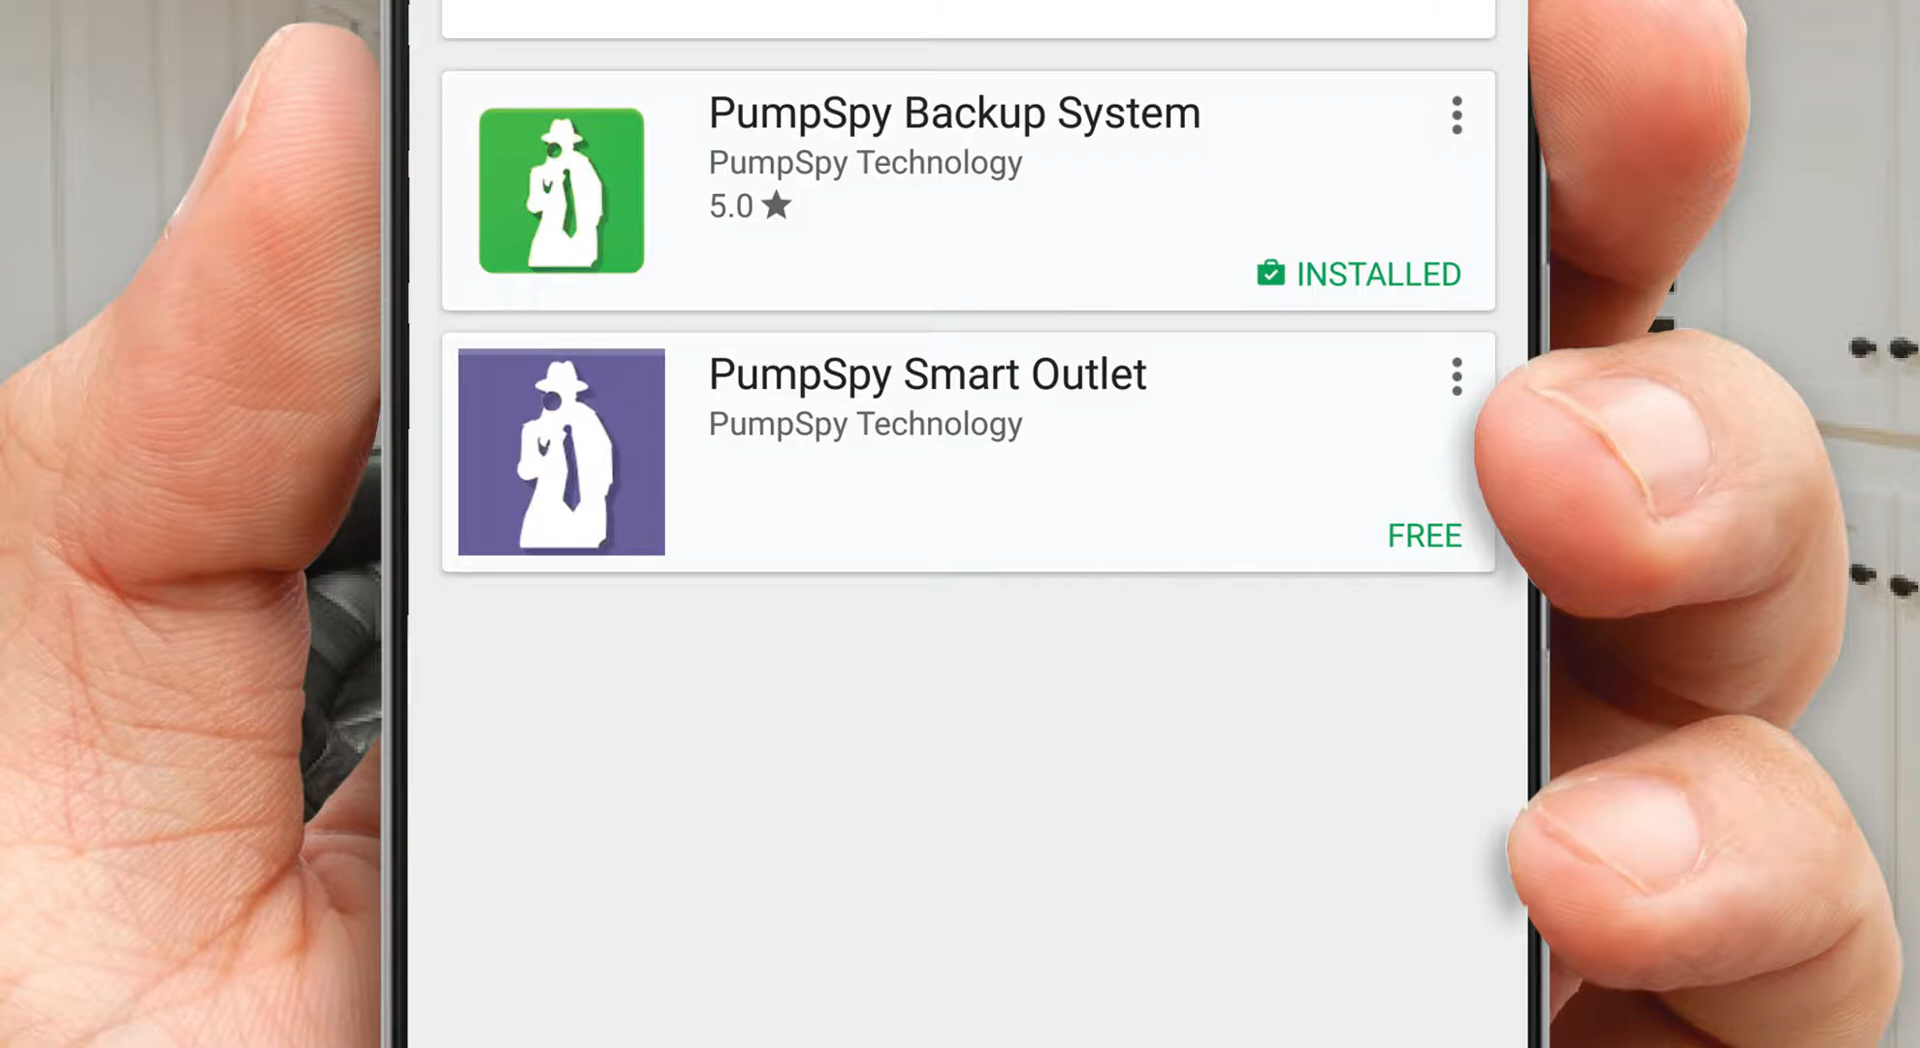 PumpSpy Backup System
PumpSpy Technology
5.0
INSTALLED
PumpSpy Smart Outlet
PumpSpy Technology
FREE